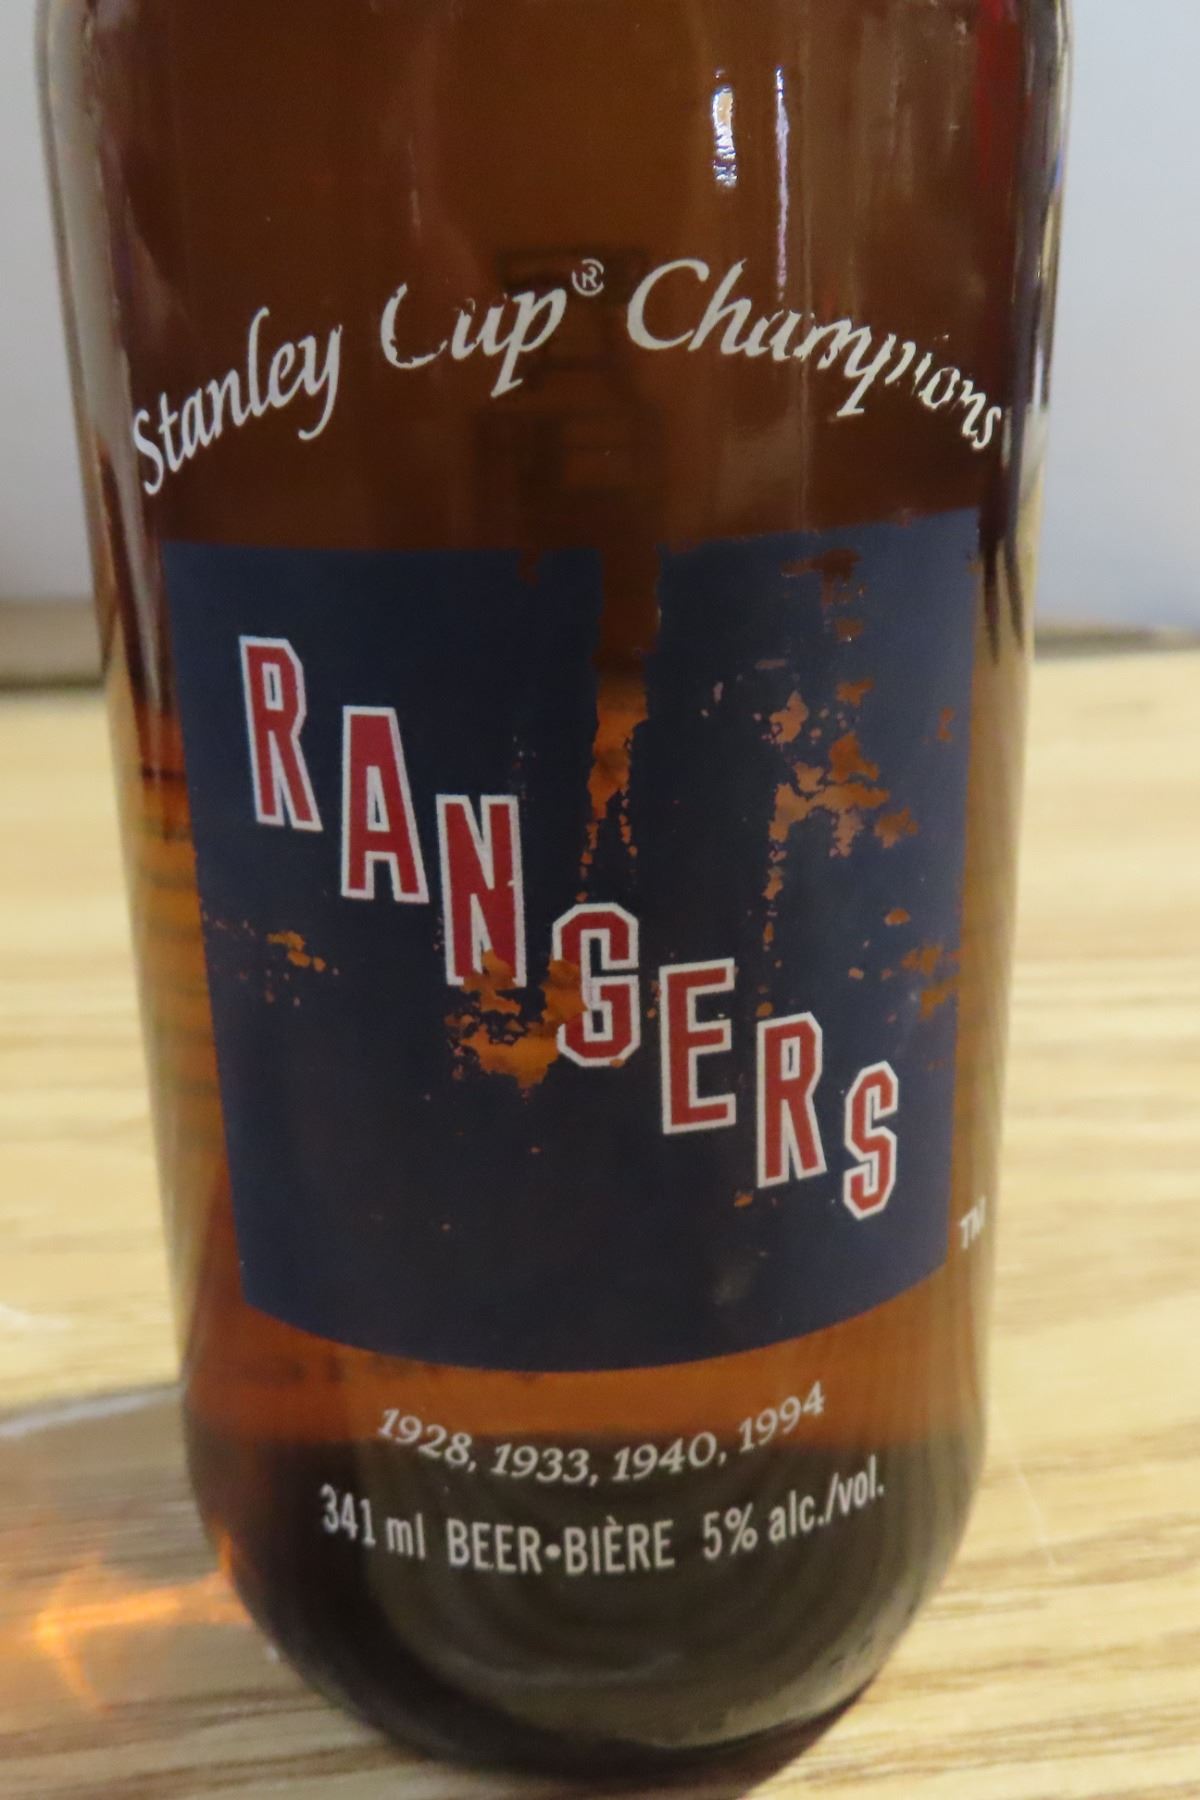 Stanley Cup® Champions
RANGERS
TM
1928, 1933, 1940, 1994
341 ml BEER•BIÈRE 5% alc./vol.